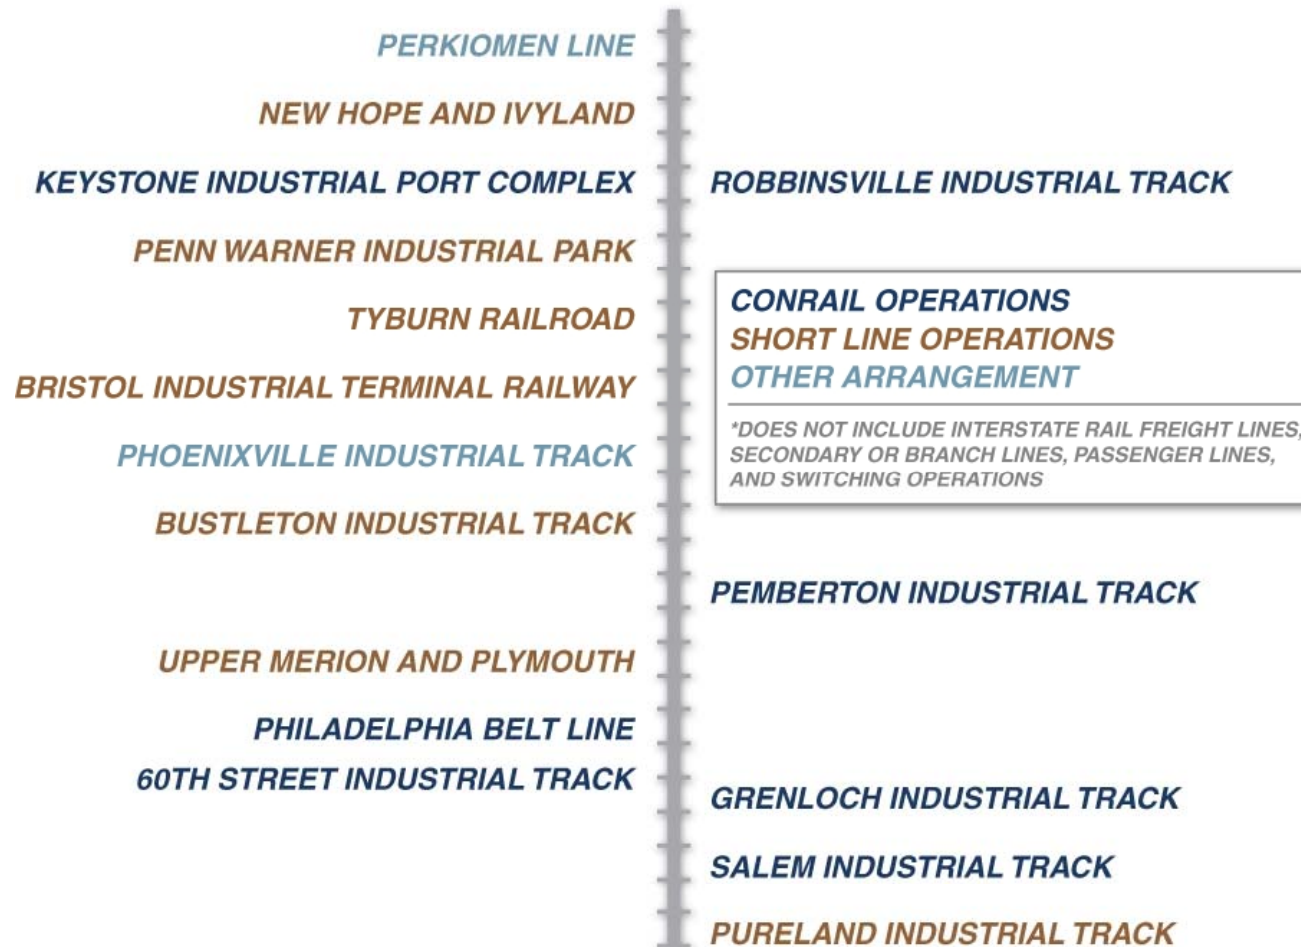 PERKIOMEN LINE
NEW HOPE AND IVYLAND
KEYSTONE INDUSTRIAL PORT COMPLEX
PENN WARNER INDUSTRIAL PARK
TYBURN RAILROAD
BRISTOL INDUSTRIAL TERMINAL RAILWAY
PHOENIXVILLE INDUSTRIAL TRACK
BUSTLETON INDUSTRIAL TRACK
UPPER MERION AND PLYMOUTH
PHILADELPHIA BELT LINE
60TH STREET INDUSTRIAL TRACK
ROBBINSVILLE INDUSTRIAL TRACK
CONRAIL OPERATIONS
SHORT LINE OPERATIONS
OTHER ARRANGEMENT
*DOES NOT INCLUDE INTERSTATE RAIL FREIGHT LINES,
SECONDARY OR BRANCH LINES, PASSENGER LINES,
AND SWITCHING OPERATIONS
PEMBERTON INDUSTRIAL TRACK
GRENLOCH INDUSTRIAL TRACK
SALEM INDUSTRIAL TRACK
PURELAND INDUSTRIAL TRACK